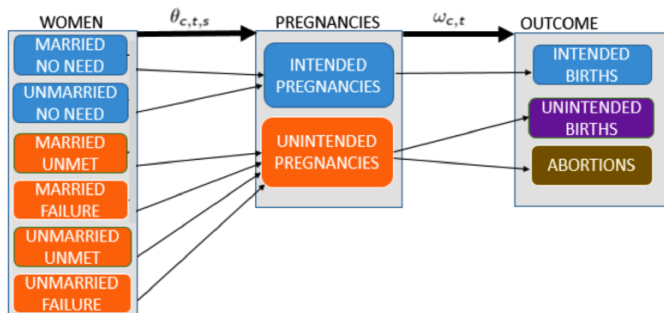 WOMEN
θc,t,s
PREGNANCIES
ωc,t
OUTCOME
MARRIED
NO NEED
UNMARRIED
NO NEED
MARRIED
UNMET
MARRIED
FAILURE
UNMARRIED
UNMET
UNMARRIED
FAILURE
INTENDED
PREGNANCIES
UNINTENDED
PREGNANCIES
INTENDED
BIRTHS
UNINTENDED
BIRTHS
ABORTIONS